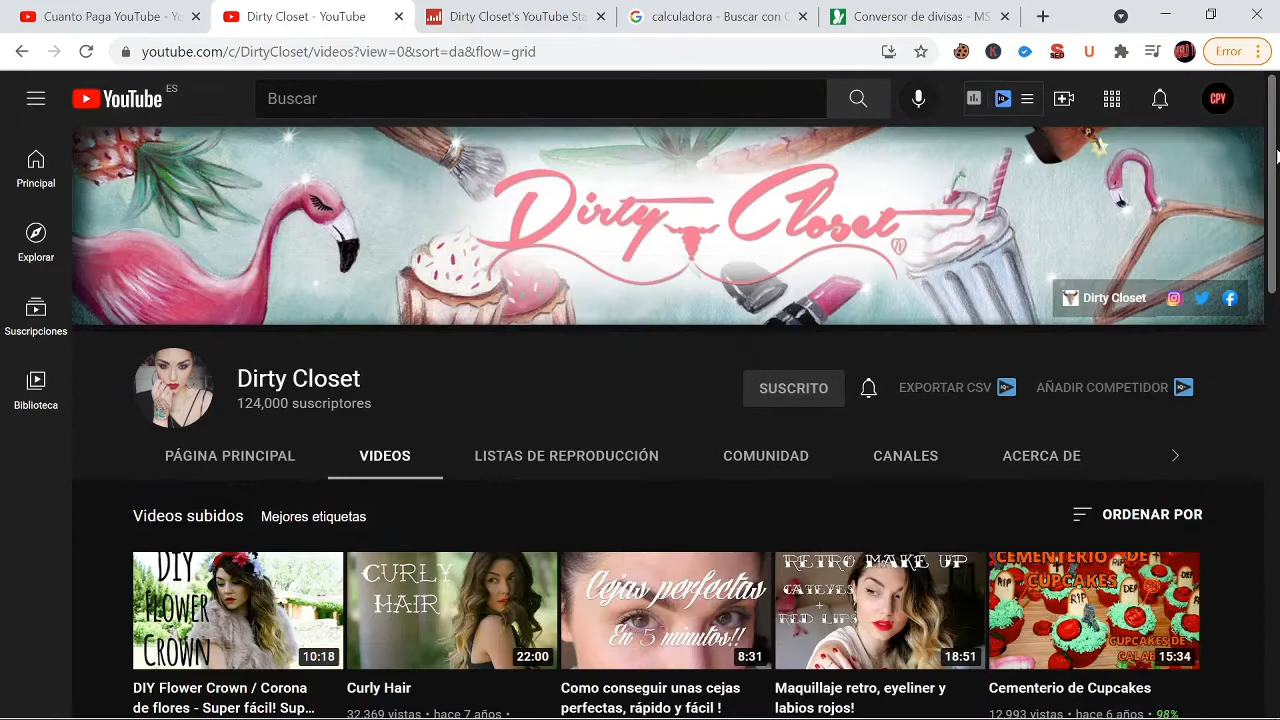 Cuanto Paga YouTube - Yo
Dirty Closet - YouTube
Dirty Closet's YouTube Sta
calculadora - Buscar con G
Conversor de divisas - MS
youtube.com/c/DirtyCloset/videos?view=0&sort=da&flow=grid
Error
YouTube ES
Buscar
CPY
Principal
Explorar
Suscripciones
Biblioteca
Dirty Closet
Dirty Closet
Dirty Closet
124,000 suscriptores
SUSCRITO
EXPORTAR CSV
AÑADIR COMPETIDOR
PÁGINA PRINCIPAL
VIDEOS
LISTAS DE REPRODUCCIÓN
COMUNIDAD
CANALES
ACERCA DE
Videos subidos
Mejores etiquetas
ORDENAR POR
DIY
FLOWER
CROWN
10:18
CURLY
HAIR
22:00
Cejas perfectas
En 5 minutos!!
8:31
RETRO MAKE UP
CATEYES
+
RED LIPS
18:51
CEMENTERIO DE
CUPCAKES
RIP
DEP
RIP
CUPCAKES DE
CALAB
15:34
DIY Flower Crown / Corona
de flores - Super fácil! Sup...
Curly Hair
32,369 vistas • hace 7 años •
Como conseguir unas cejas
perfectas, rápido y fácil !
Maquillaje retro, eyeliner y
labios rojos!
Cementerio de Cupcakes
12,993 vistas • hace 6 años • 98%